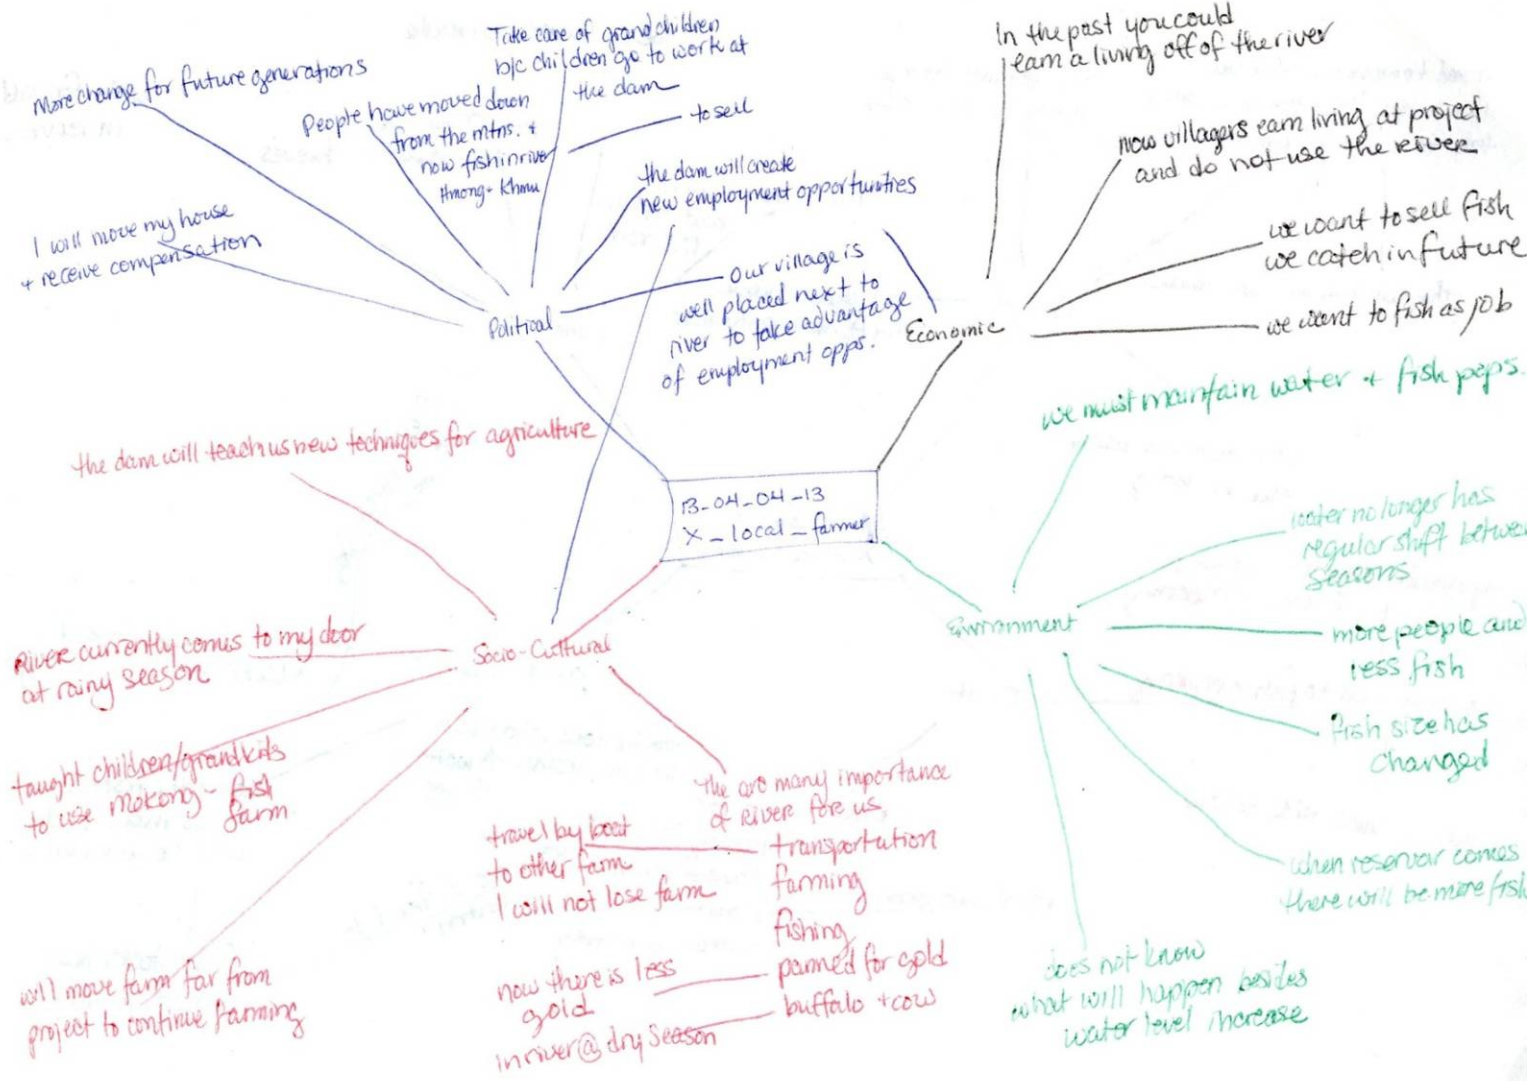 More change for future generations
People have moved down
from the mtns. +
now fish in river
Hmong + Khmu
Take care of grandchildren
b/c children go to work at
the dam
to sell
the dam will create
new employment opportunities
I will move my house
+ receive compensation
Our village is
well placed next to
river to take advantage
of employment opps.
Political
In the past you could
earn a living off of the river
now villagers earn living at project
and do not use the river
we want to sell fish
we catch in future
we want to fish as job
Economic
13-04-04-13
X_local_farmer
the dam will teach us new techniques for agriculture
River currently comes to my door
at rainy season
taught children/grandkids
to use Mekong - fish
farm
will move farm far from
project to continue farming
Socio-Cultural
The are many importance
of River fore us
travel by boat
to other farm
I will not lose farm
transportation
farming
fishing
panned for gold
buffalo + cow
now there is less
gold
in river @ dry season
we must maintain water + fish pops.
water no longer has
regular shift betwee
seasons
more people and
less fish
fish size has
changed
when reservoir comes
there will be more fish
does not know
what will happen besides
water level increase
Environment